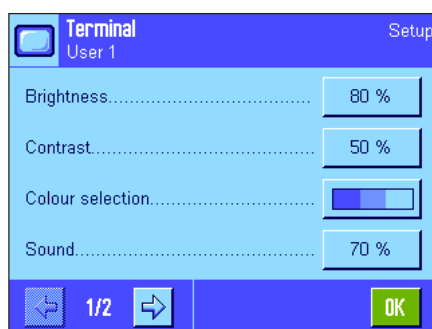 Terminal
Setup
User 1
Brightness.................................... 80 %
Contrast....................................... 50 %
Colour selection............................
Sound.......................................... 70 %
1/2
OK